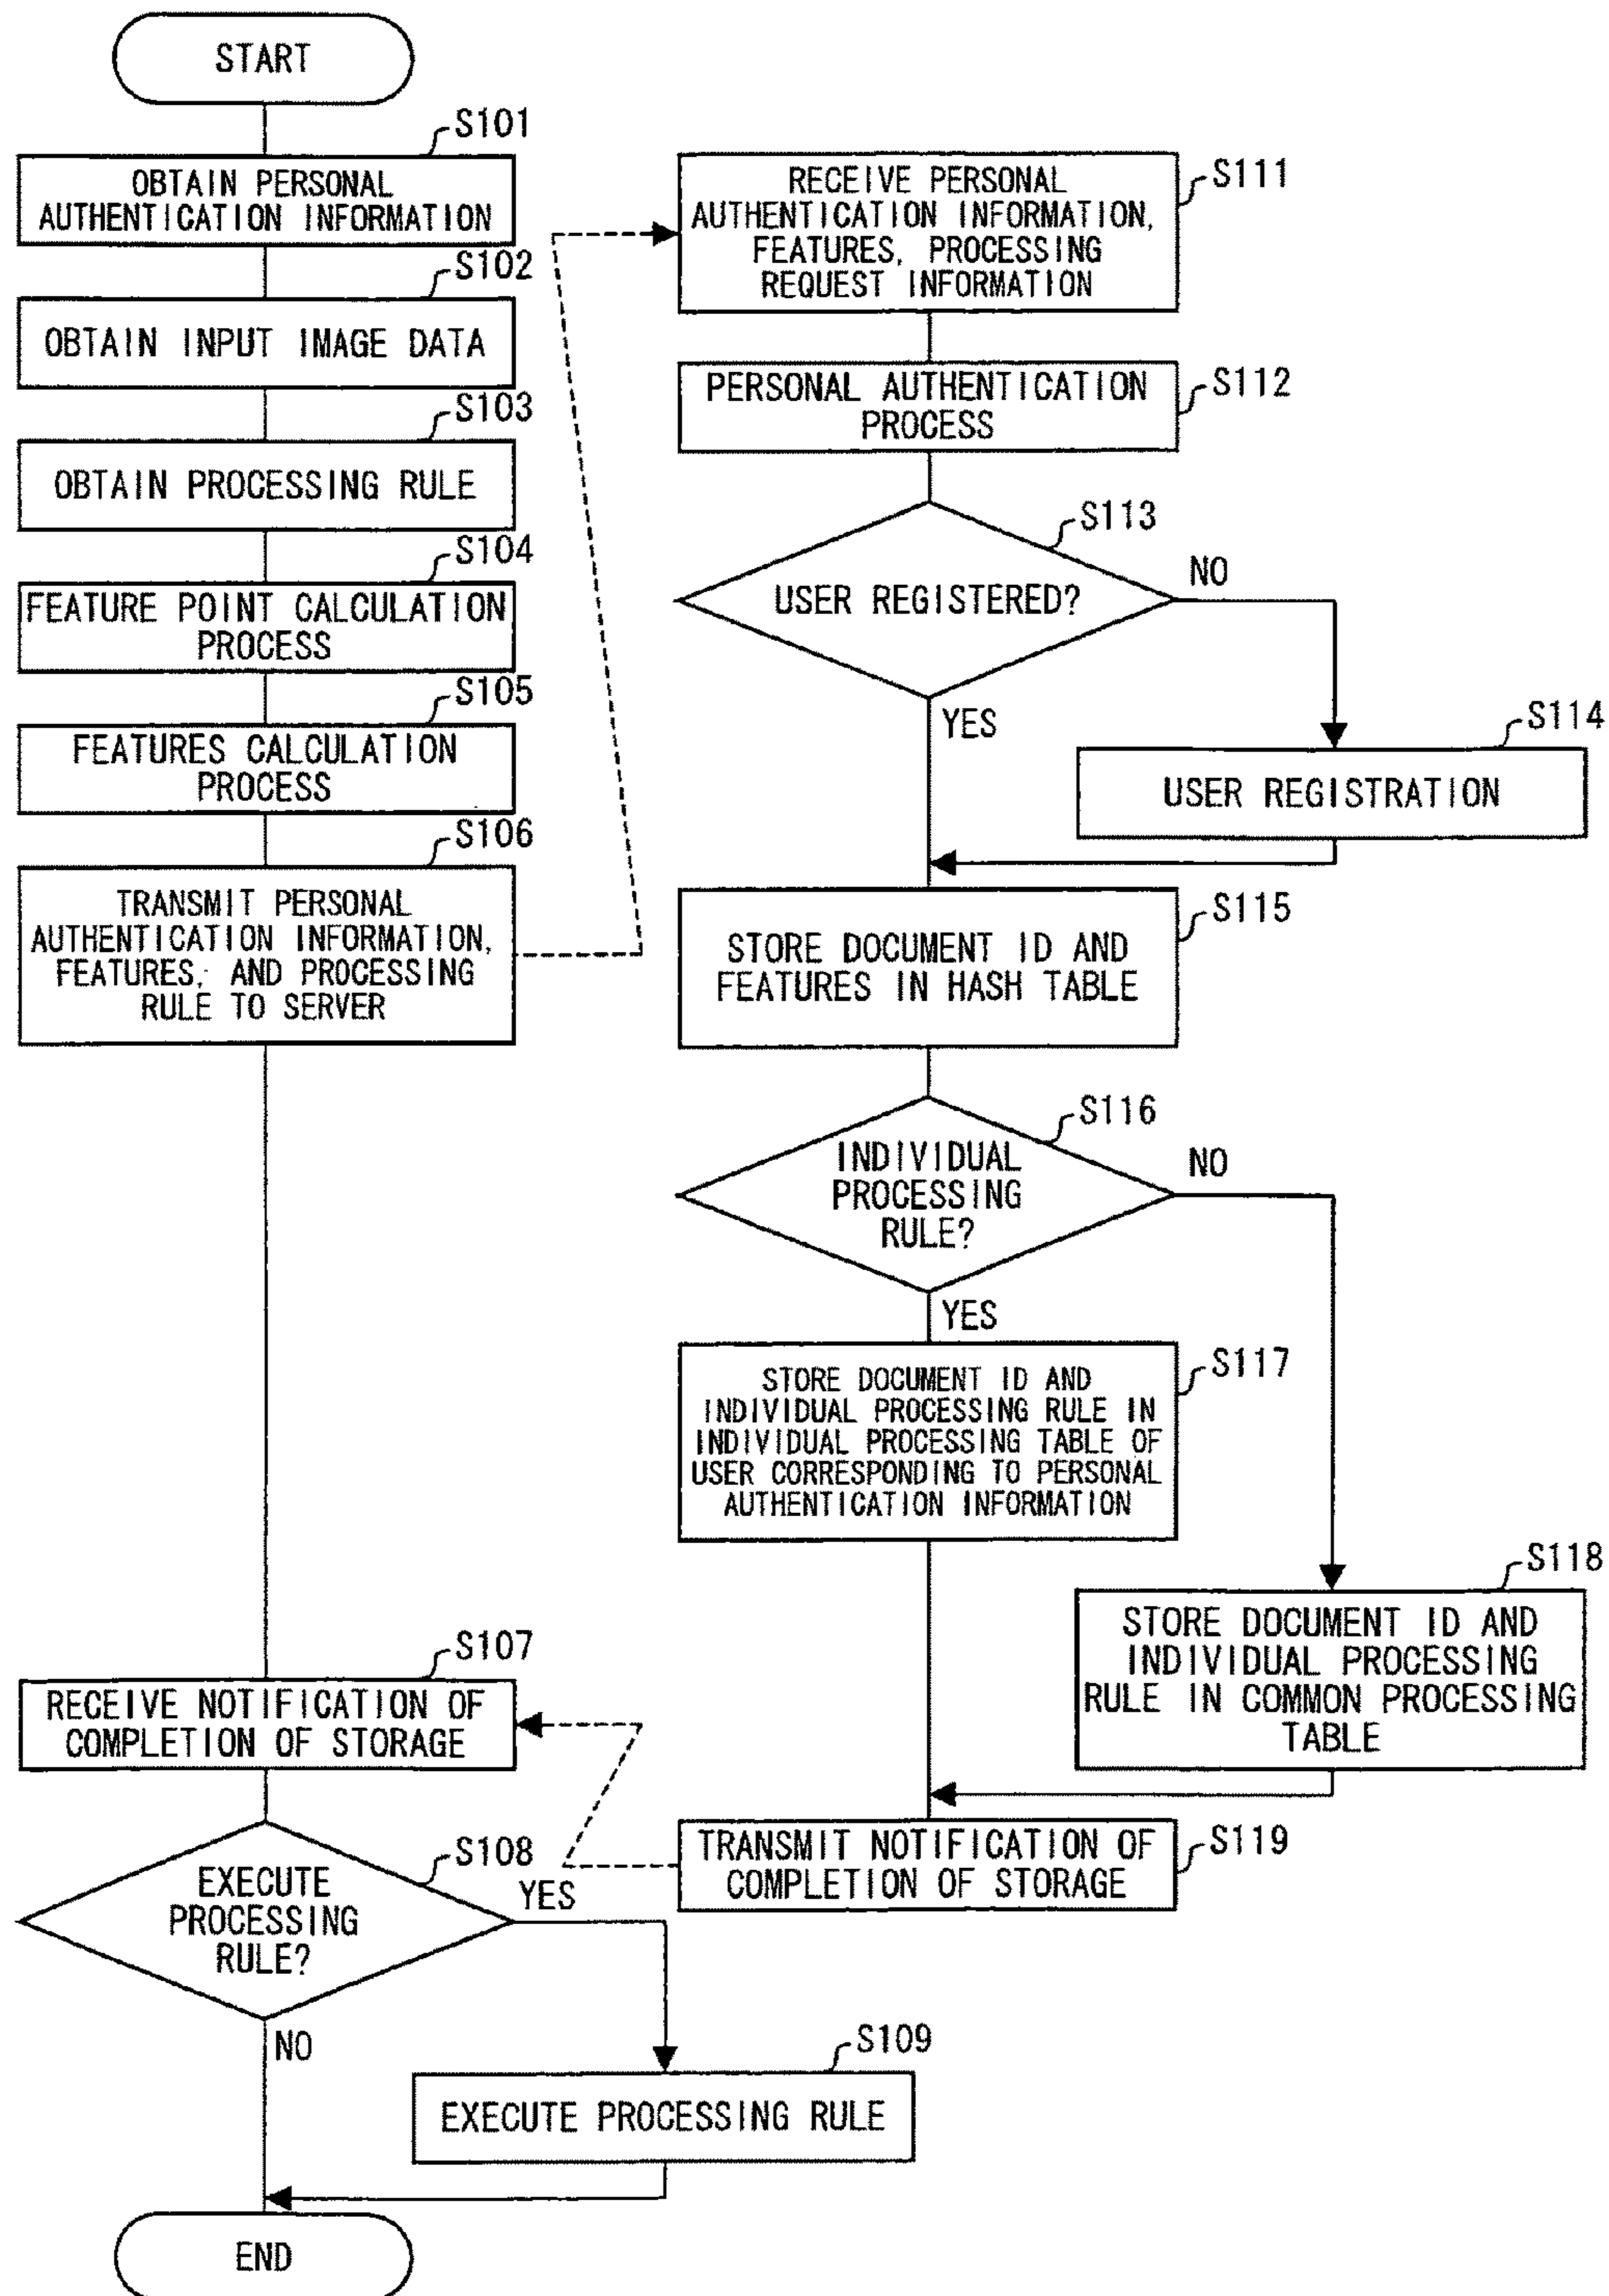 START
S101
OBTAIN PERSONAL
AUTHENTICATION INFORMATION
S102
OBTAIN INPUT IMAGE DATA
S103
OBTAIN PROCESSING RULE
S104
FEATURE POINT CALCULATION
PROCESS
S105
FEATURES CALCULATION
PROCESS
S106
TRANSMIT PERSONAL
AUTHENTICATION INFORMATION,
FEATURES, AND PROCESSING
RULE TO SERVER
S107
RECEIVE NOTIFICATION OF
COMPLETION OF STORAGE
S108
EXECUTE
PROCESSING
RULE?
YES
NO
S109
EXECUTE PROCESSING RULE
END
S111
RECEIVE PERSONAL
AUTHENTICATION INFORMATION,
FEATURES, PROCESSING
REQUEST INFORMATION
S112
PERSONAL AUTHENTICATION
PROCESS
S113
USER REGISTERED?
NO
YES
S114
USER REGISTRATION
S115
STORE DOCUMENT ID AND
FEATURES IN HASH TABLE
S116
INDIVIDUAL
PROCESSING
RULE?
NO
YES
S117
STORE DOCUMENT ID AND
INDIVIDUAL PROCESSING RULE IN
INDIVIDUAL PROCESSING TABLE OF
USER CORRESPONDING TO PERSONAL
AUTHENTICATION INFORMATION
S118
STORE DOCUMENT ID AND
INDIVIDUAL PROCESSING
RULE IN COMMON PROCESSING
TABLE
S119
TRANSMIT NOTIFICATION OF
COMPLETION OF STORAGE